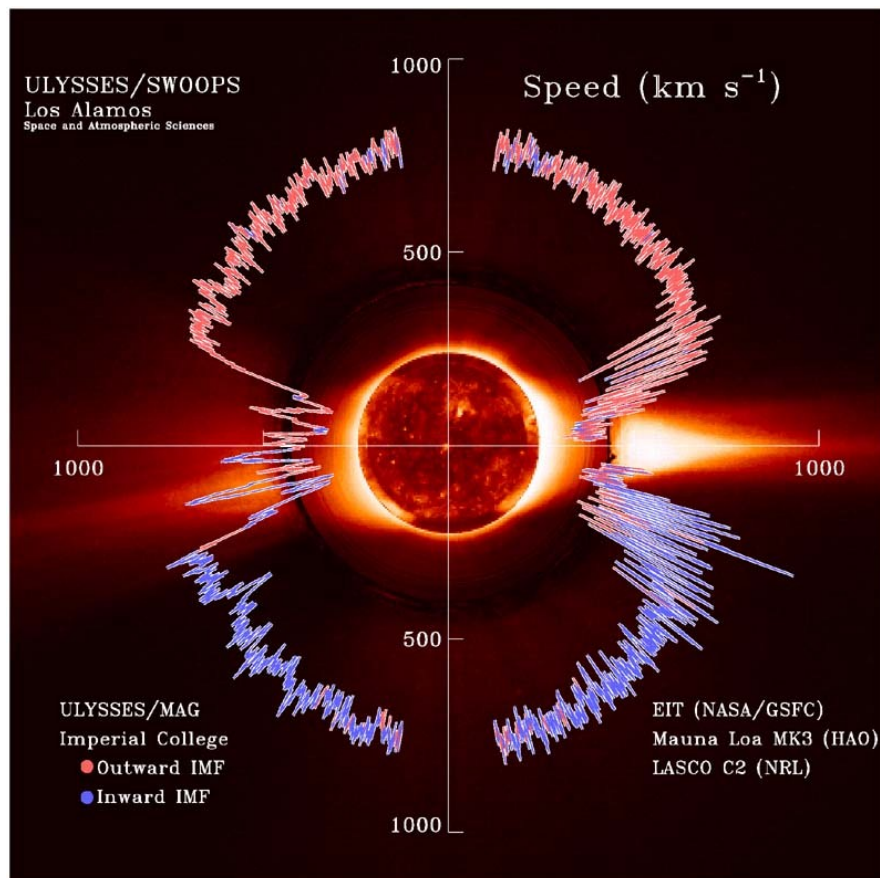 ULYSSES/SWOOPS
Los Alamos
Space and Atmospheric Sciences
Speed (km s⁻¹)
1000
500
1000
1000
500
1000
ULYSSES/MAG
Imperial College
Outward IMF
Inward IMF
EIT (NASA/GSFC)
Mauna Loa MK3 (HAO)
LASCO C2 (NRL)